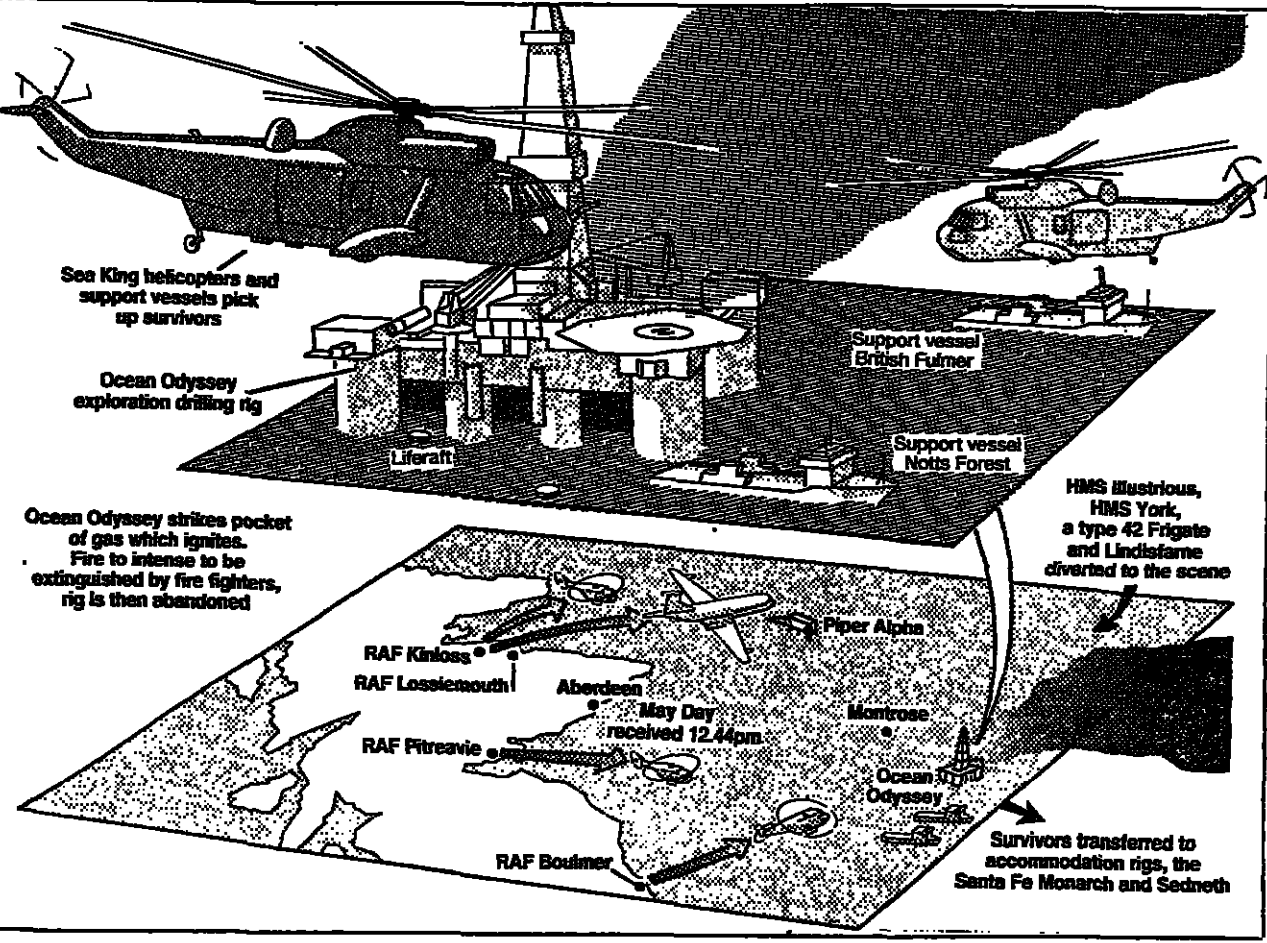 Sea King helicopters and
support vessels pick
up survivors
Support vessel
British Fulmer
Ocean Odyssey
exploration drilling rig
Liferaft
Support vessel
Notts Forest
HMS Illustrious,
HMS York,
a type 42 Frigate
and Lindisfarne
diverted to the scene
Ocean Odyssey strikes pocket
of gas which ignites.
Fire to intense to be
extinguished by fire fighters,
rig is then abandoned
Piper Alpha
RAF Kinloss
RAF Lossiemouth
Aberdeen
May Day
received 12.44pm
Montrose
RAF Pitreavie
Ocean
Odyssey
RAF Boulmer
Survivors transferred to
accommodation rigs, the
Santa Fe Monarch and Sedneth